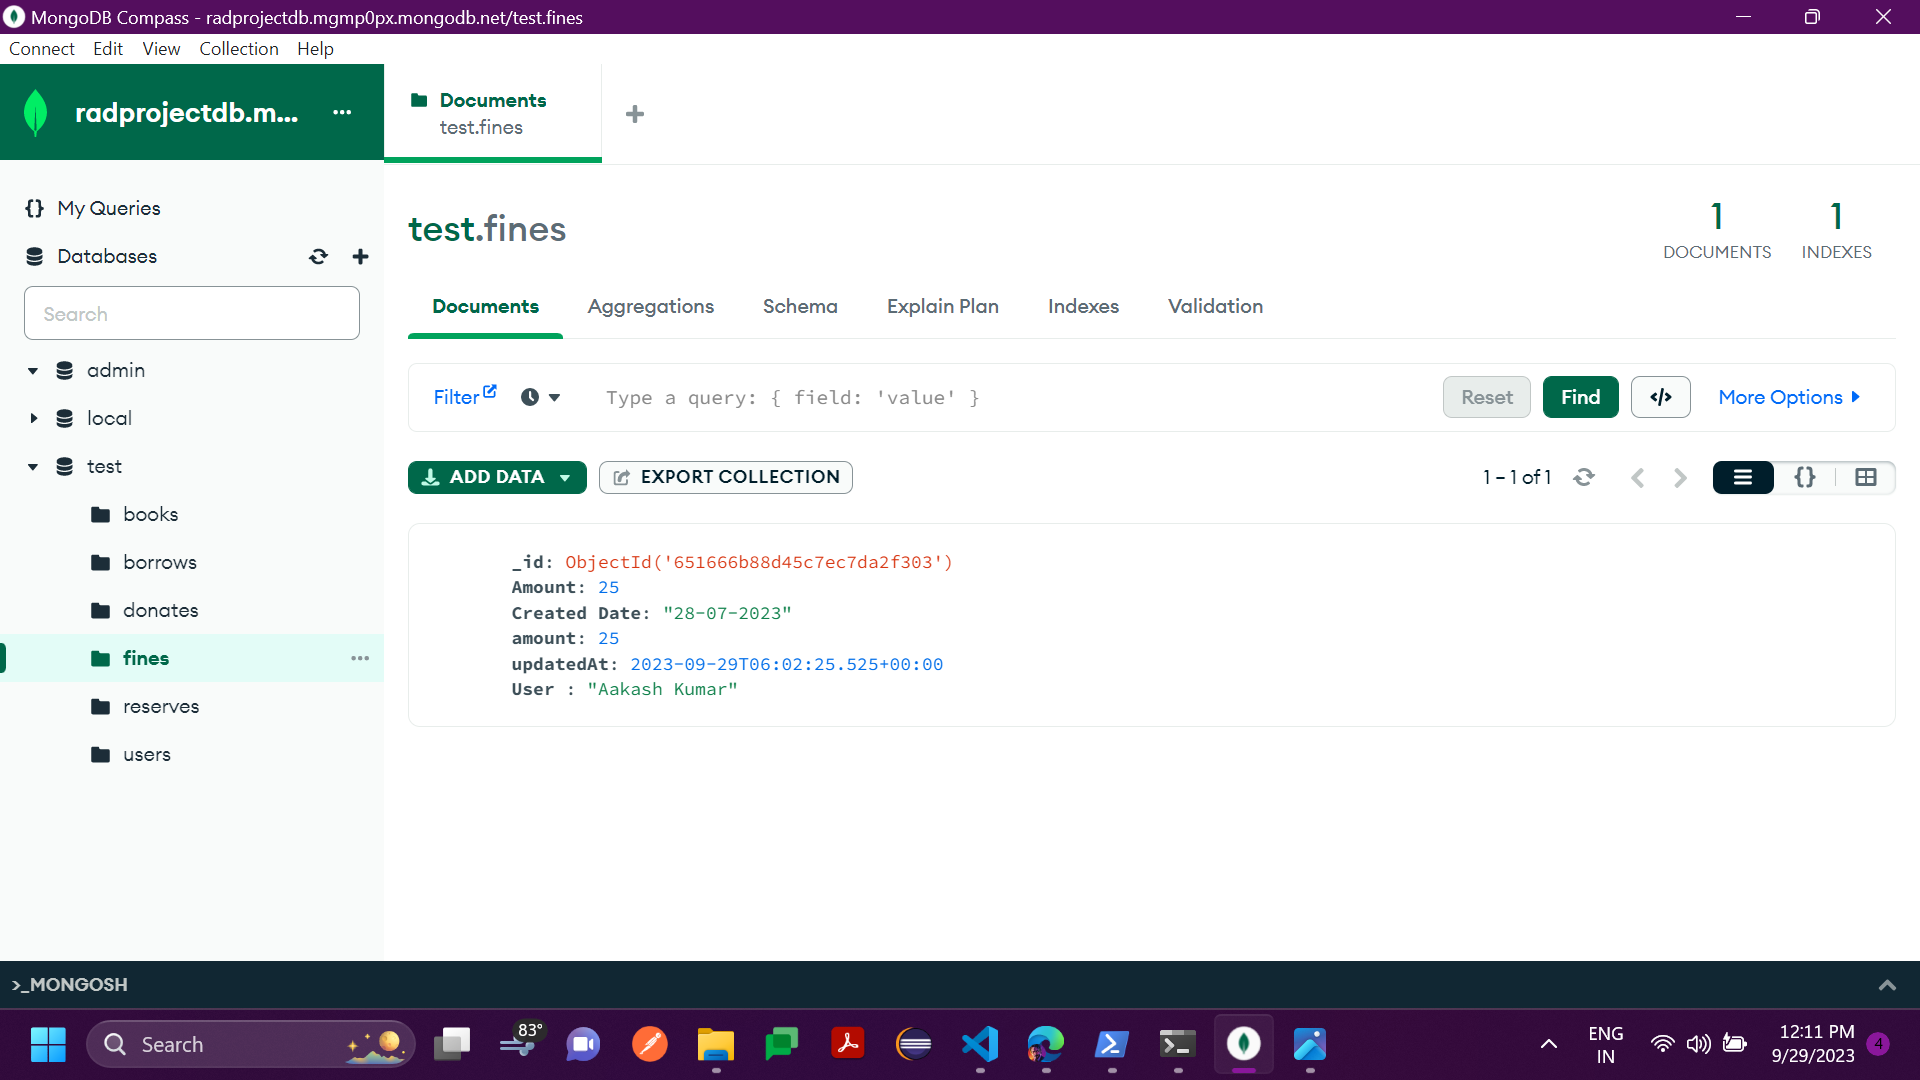 MongoDB Compass - radprojectdb.mgmp0px.mongodb.net/test.fines
Connect Edit View Collection Help
radprojectdb.m... ...
Documents
test.fines
My Queries
Databases
Search
admin
local
test
books
borrows
donates
fines ...
reserves
users
test.fines
1 DOCUMENTS
1 INDEXES
Documents Aggregations Schema Explain Plan Indexes Validation
Filter Type a query: { field: 'value' } Reset Find </> More Options
ADD DATA EXPORT COLLECTION 1 – 1 of 1 {}
_id: ObjectId('651666b88d45c7ec7da2f303')
Amount: 25
Created Date: "28-07-2023"
amount: 25
updatedAt: 2023-09-29T06:02:25.525+00:00
User : "Aakash Kumar"
>_MONGOSH
Search 83°
ENG
IN
12:11 PM
9/29/2023
4